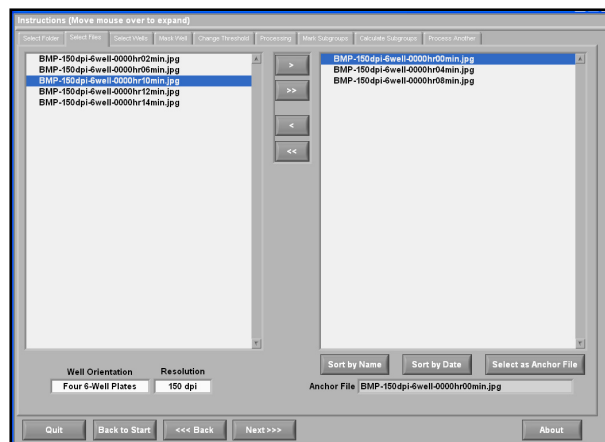 Instructions (Move mouse over to expand)
Select Folder Select Files Select Wells Mask Well Change Threshold Processing Mark Subgroups Calculate Subgroups Process Another
BMP-150dpi-6well-0000hr02min.jpg
BMP-150dpi-6well-0000hr06min.jpg
BMP-150dpi-6well-0000hr10min.jpg
BMP-150dpi-6well-0000hr12min.jpg
BMP-150dpi-6well-0000hr14min.jpg
>
>>
<
<<
BMP-150dpi-6well-0000hr00min.jpg
BMP-150dpi-6well-0000hr04min.jpg
BMP-150dpi-6well-0000hr08min.jpg
Sort by Name Sort by Date Select as Anchor File
Well Orientation Resolution
Four 6-Well Plates 150 dpi
Anchor File BMP-150dpi-6well-0000hr00min.jpg
Quit Back to Start <<< Back Next >>> About